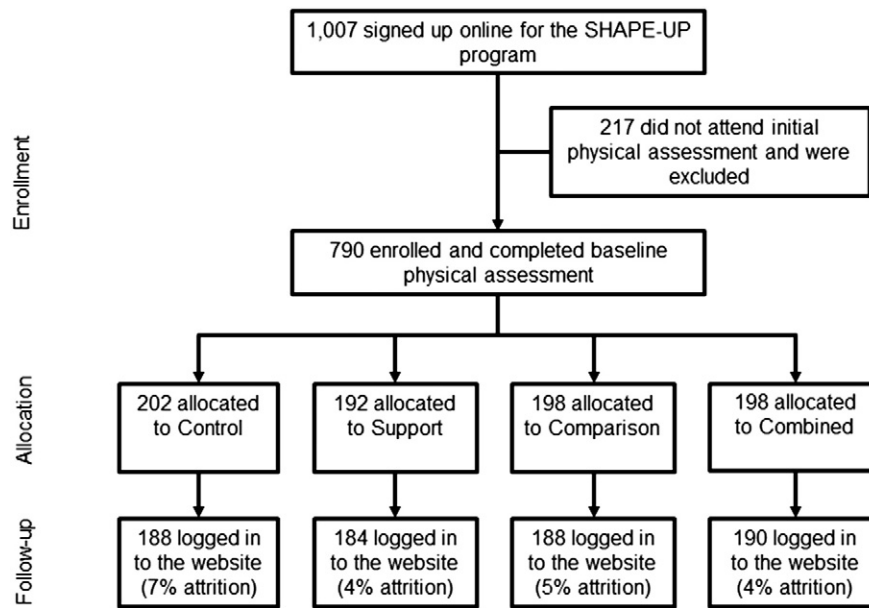 1,007 signed up online for the SHAPE-UP
program
Enrollment
217 did not attend initial
physical assessment and were
excluded
790 enrolled and completed baseline
physical assessment
Allocation
202 allocated
to Control
192 allocated
to Support
198 allocated
to Comparison
198 allocated
to Combined
Follow-up
188 logged in
to the website
(7% attrition)
184 logged in
to the website
(4% attrition)
188 logged in
to the website
(5% attrition)
190 logged in
to the website
(4% attrition)